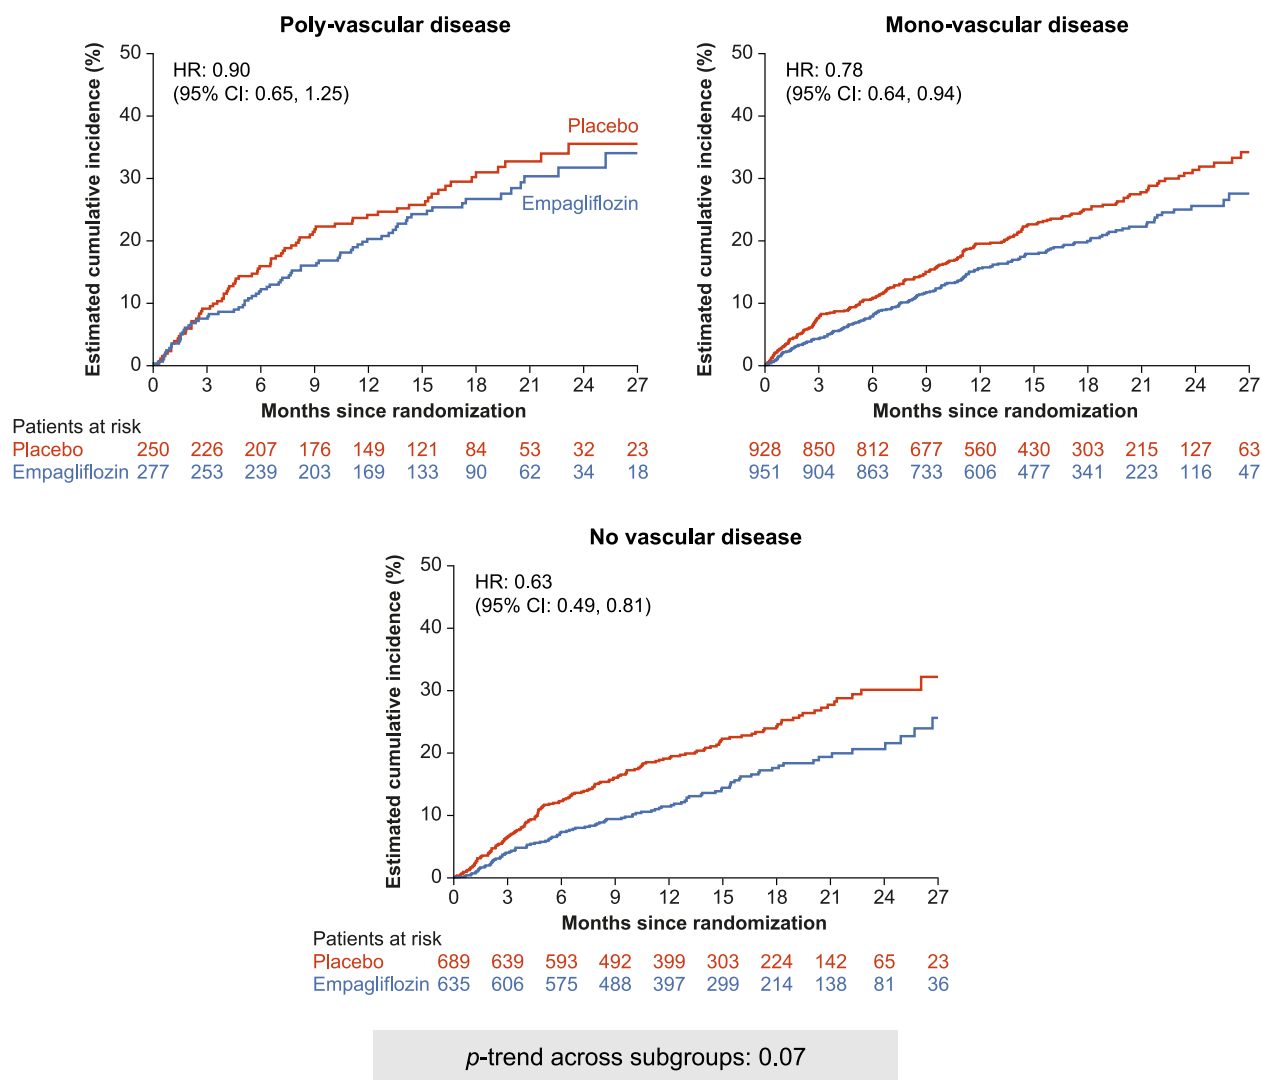 Poly-vascular disease
Estimated cumulative incidence (%)
50
40
30
20
10
0
HR: 0.90
(95% CI: 0.65, 1.25)
Placebo
Empagliflozin
0 3 6 9 12 15 18 21 24 27
Months since randomization
Patients at risk
Placebo 250 226 207 176 149 121 84 53 32 23
Empagliflozin 277 253 239 203 169 133 90 62 34 18
Mono-vascular disease
Estimated cumulative incidence (%)
50
40
30
20
10
0
HR: 0.78
(95% CI: 0.64, 0.94)
0 3 6 9 12 15 18 21 24 27
Months since randomization
928 850 812 677 560 430 303 215 127 63
951 904 863 733 606 477 341 223 116 47
No vascular disease
Estimated cumulative incidence (%)
50
40
30
20
10
0
HR: 0.63
(95% CI: 0.49, 0.81)
0 3 6 9 12 15 18 21 24 27
Months since randomization
Patients at risk
Placebo 689 639 593 492 399 303 224 142 65 23
Empagliflozin 635 606 575 488 397 299 214 138 81 36
p-trend across subgroups: 0.07